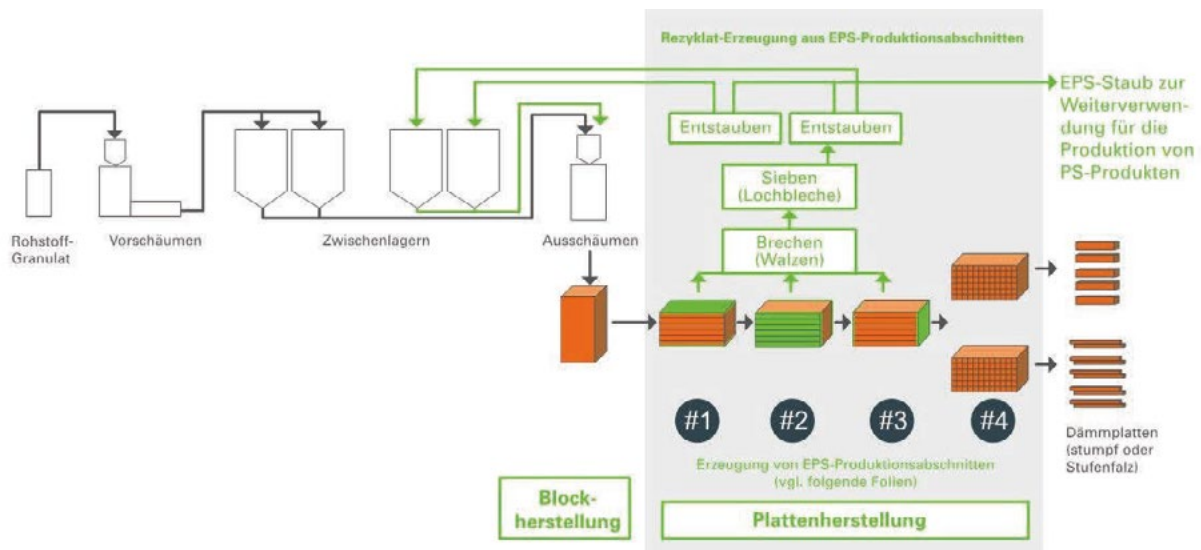 Rezyklat-Erzeugung aus EPS-Produktionsabschnitten
EPS-Staub zur
Weiterverwen-
dung für die
Produktion von
PS-Produkten
Entstauben
Entstauben
Sieben
(Lochbleche)
Brechen
(Walzen)
Rohstoff-
Granulat
Vorschäumen
Zwischenlagern
Ausschäumen
#1
#2
#3
#4
Dämmplatten
(stumpf oder
Stufenfalz)
Erzeugung von EPS-Produktionsabschnitten
(vgl. folgende Folien)
Block-
herstellung
Plattenherstellung